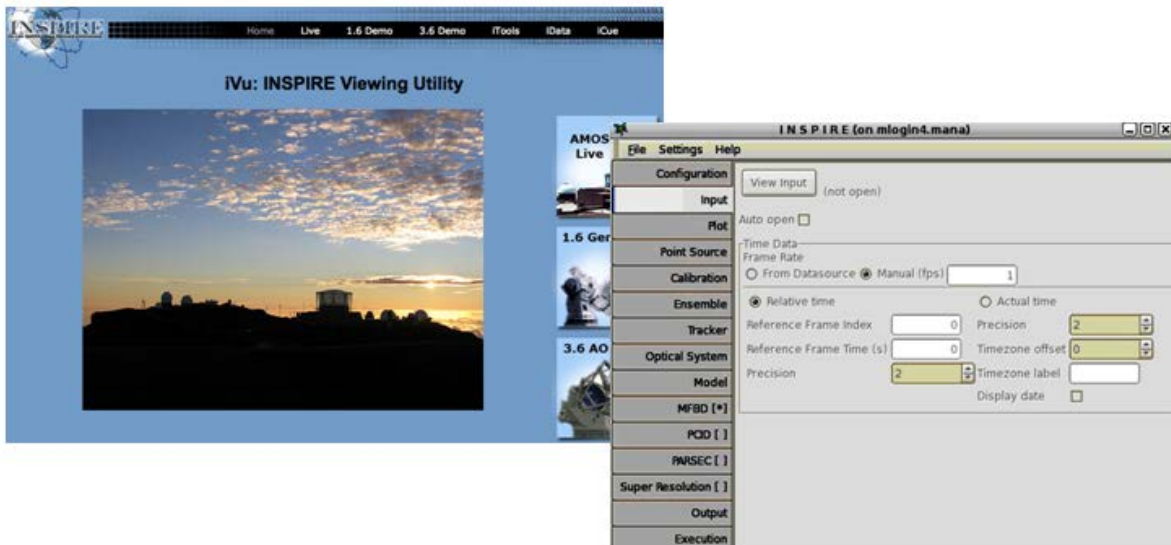 INSPIRE
Home Live 1.6 Demo 3.6 Demo iTools iData iCue
iVu: INSPIRE Viewing Utility
AMOS
Live
1.6 Ger
3.6 AO
I N S P I R E (on mlogin4.mana)
File Settings Help
Configuration
Input
Plot
Point Source
Calibration
Ensemble
Tracker
Optical System
Model
MFBD [*]
PCID [ ]
PARSEC [ ]
Super Resolution [ ]
Output
Execution
View Input (not open)
Auto open
Time Data
Frame Rate
From Datasource Manual (fps) 1
Relative time Actual time
Reference Frame Index 0 Precision 2
Reference Frame Time (s) 0 Timezone offset 0
Precision 2 Timezone label
Display date